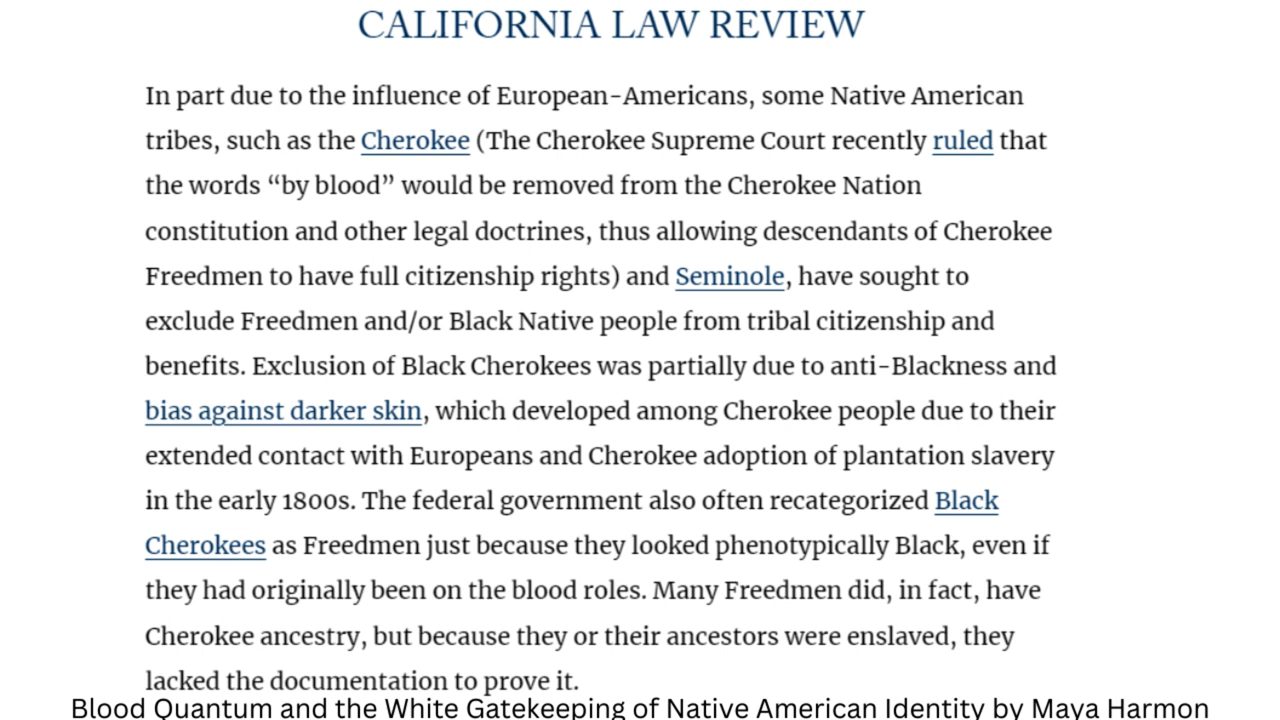 CALIFORNIA LAW REVIEW
In part due to the influence of European-Americans, some Native American
tribes, such as the Cherokee (The Cherokee Supreme Court recently ruled that
the words “by blood” would be removed from the Cherokee Nation
constitution and other legal doctrines, thus allowing descendants of Cherokee
Freedmen to have full citizenship rights) and Seminole, have sought to
exclude Freedmen and/or Black Native people from tribal citizenship and
benefits. Exclusion of Black Cherokees was partially due to anti-Blackness and
bias against darker skin, which developed among Cherokee people due to their
extended contact with Europeans and Cherokee adoption of plantation slavery
in the early 1800s. The federal government also often recategorized Black
Cherokees as Freedmen just because they looked phenotypically Black, even if
they had originally been on the blood roles. Many Freedmen did, in fact, have
Cherokee ancestry, but because they or their ancestors were enslaved, they
lacked the documentation to prove it.
Blood Quantum and the White Gatekeeping of Native American Identity by Maya Harmon